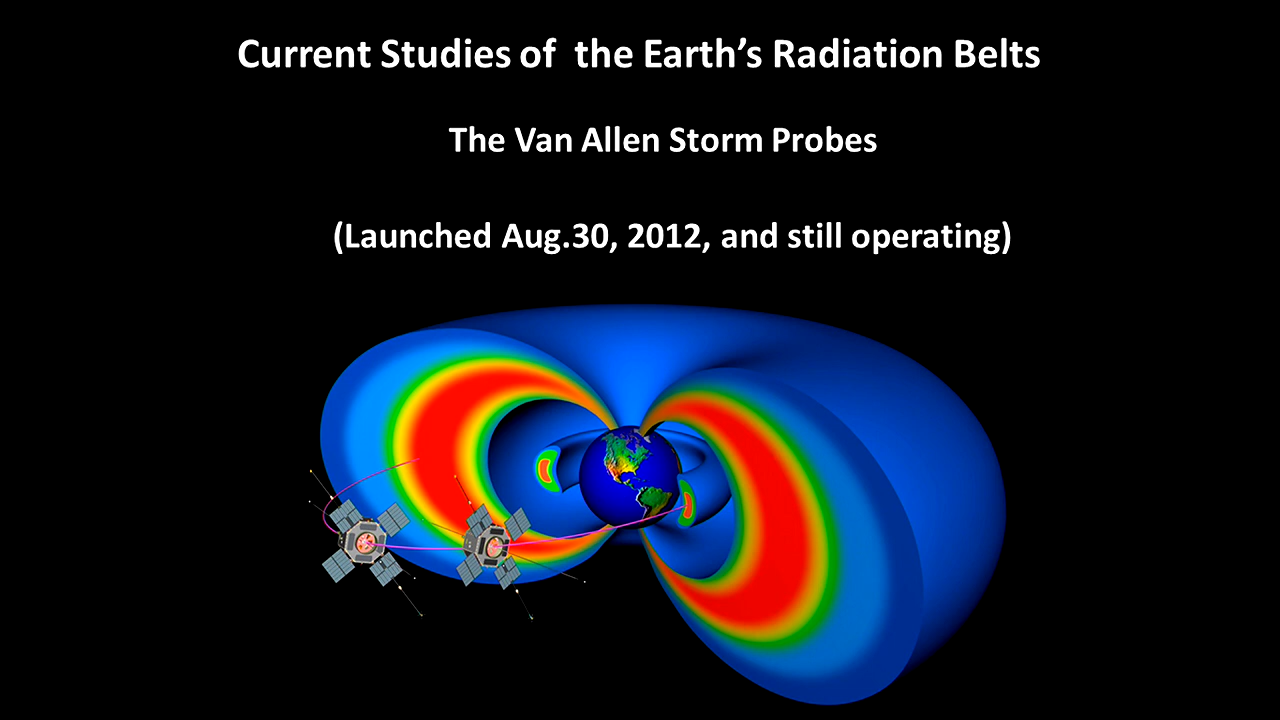 Current Studies of  the Earth’s Radiation Belts
The Van Allen Storm Probes
(Launched Aug.30, 2012, and still operating)